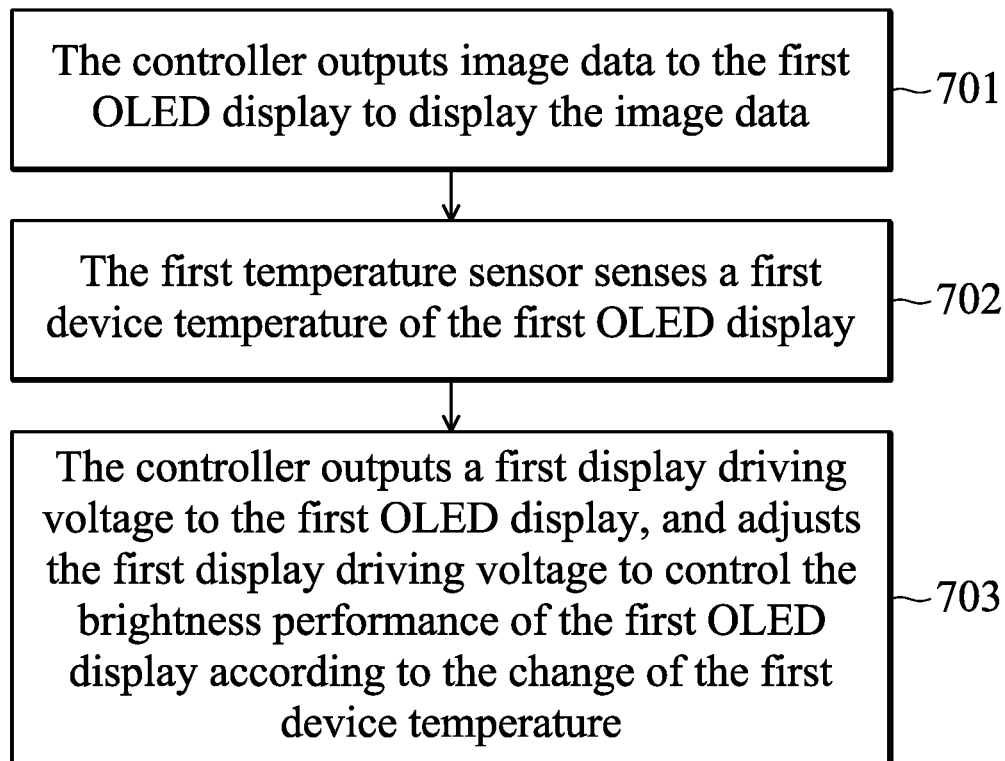 The controller outputs image data to the first
OLED display to display the image data
701
The first temperature sensor senses a first
device temperature of the first OLED display
702
The controller outputs a first display driving
voltage to the first OLED display, and adjusts
the first display driving voltage to control the
brightness performance of the first OLED
display according to the change of the first
device temperature
703